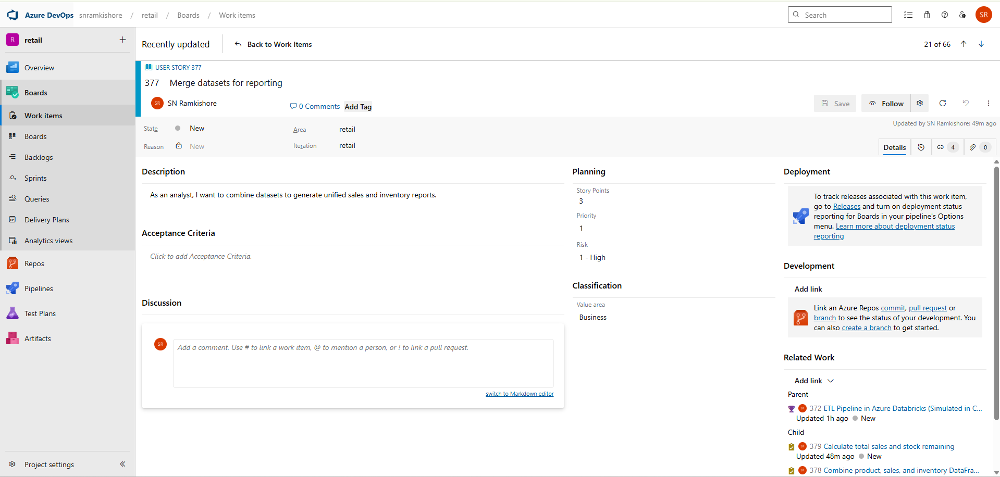 Azure DevOps snramkishore / retail / Boards / Work items
Search
SR
R retail
Overview
Boards
Work items
Boards
Backlogs
Sprints
Queries
Delivery Plans
Analytics views
Repos
Pipelines
Test Plans
Artifacts
Project settings
Recently updated
Back to Work Items
21 of 66
USER STORY 377
377 Merge datasets for reporting
SR SN Ramkishore
0 Comments
Add Tag
Save
Follow
State New
Area retail
Updated by SN Ramkishore: 49m ago
Reason New
Iteration retail
Details
4
0
Description
As an analyst, I want to combine datasets to generate unified sales and inventory reports.
Acceptance Criteria
Click to add Acceptance Criteria.
Discussion
SR
Add a comment. Use # to link a work item, @ to mention a person, or ! to link a pull request.
switch to Markdown editor
Planning
Story Points
3
Priority
1
Risk
1 - High
Classification
Value area
Business
Deployment
To track releases associated with this work item,
go to Releases and turn on deployment status
reporting for Boards in your pipeline's Options
menu. Learn more about deployment status
reporting
Development
Add link
Link an Azure Repos commit, pull request or
branch to see the status of your development. You
can also create a branch to get started.
Related Work
Add link
Parent
SR 372 ETL Pipeline in Azure Databricks (Simulated in C...
Updated 1h ago New
Child
SR 379 Calculate total sales and stock remaining
Updated 48m ago New
SR 378 Combine product, sales, and inventory DataFra...